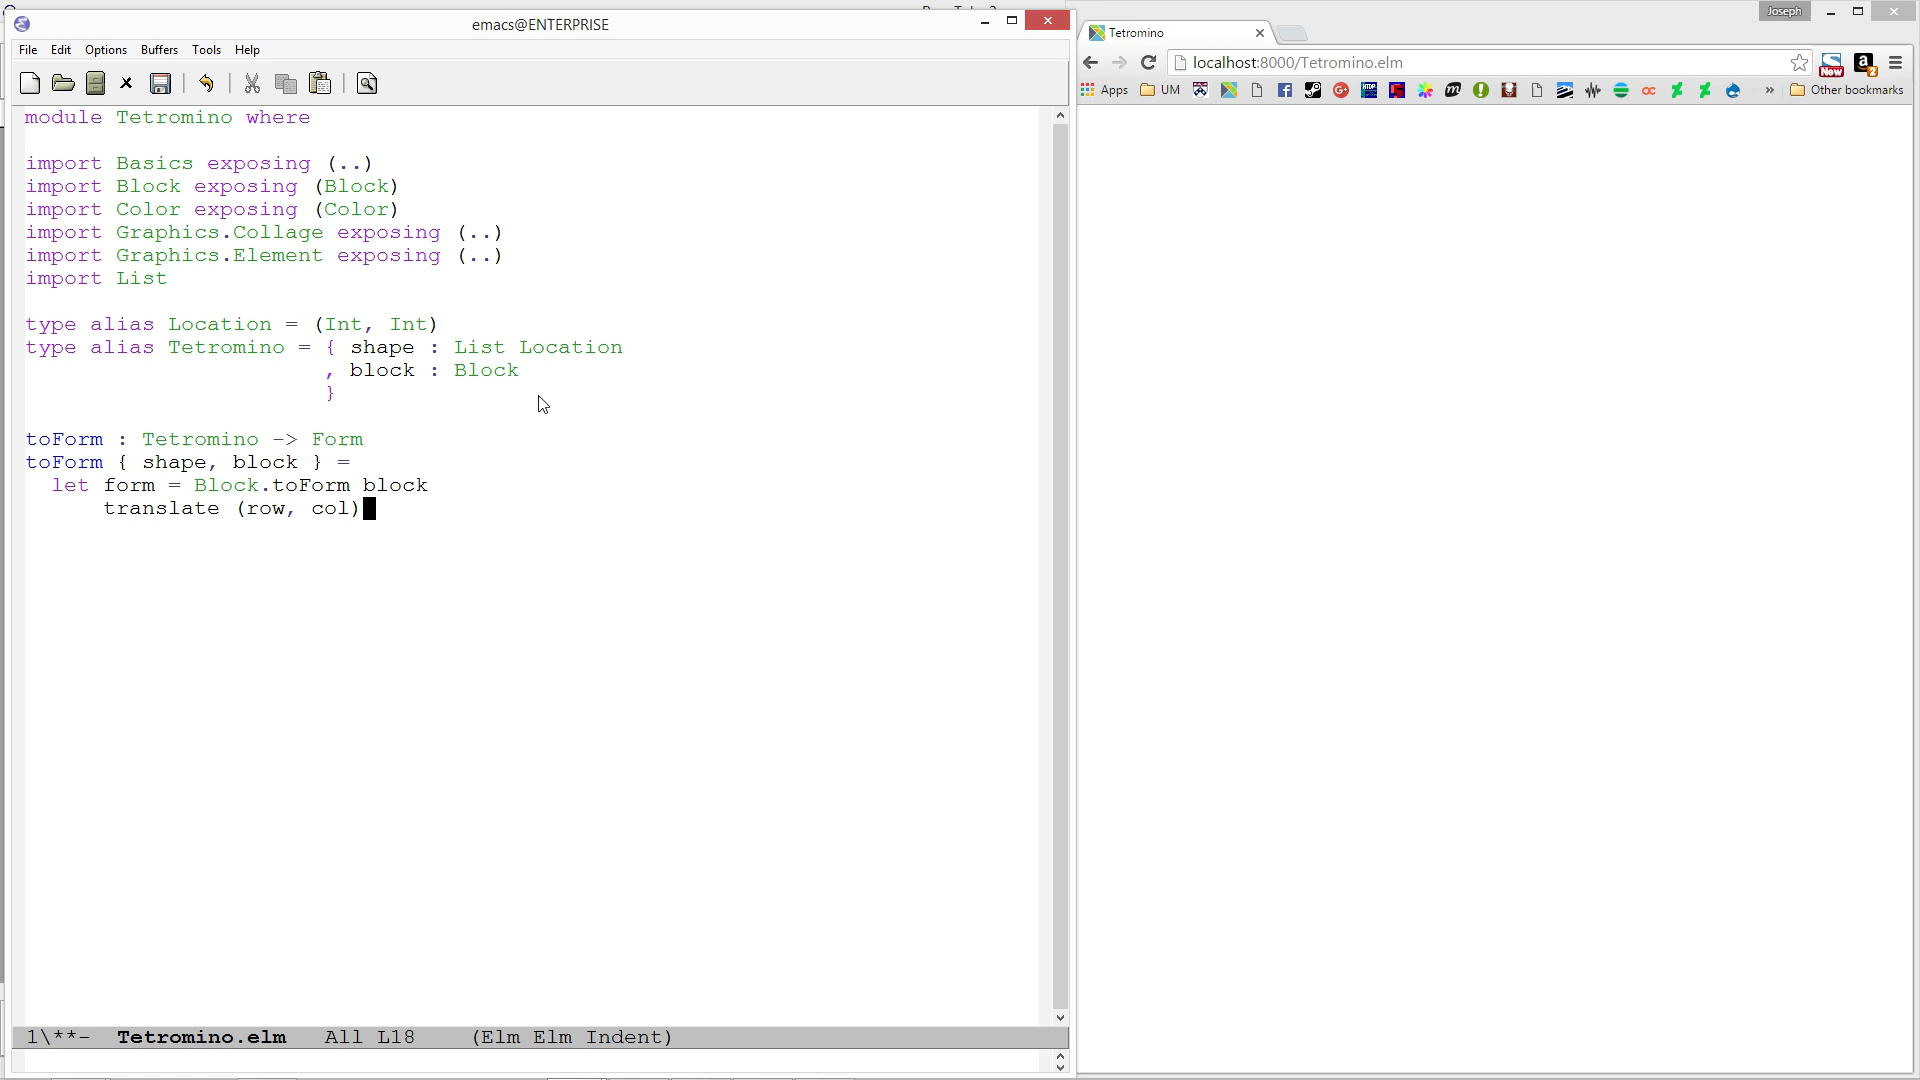 emacs@ENTERPRISE
File Edit Options Buffers Tools Help
module Tetromino where
import Basics exposing (..)
import Block exposing (Block)
import Color exposing (Color)
import Graphics.Collage exposing (..)
import Graphics.Element exposing (..)
import List
type alias Location = (Int, Int)
type alias Tetromino = { shape : List Location
, block : Block
}
toForm : Tetromino -> Form
toForm { shape, block } =
let form = Block.toForm block
translate (row, col)
1\**- Tetromino.elm All L18 (Elm Elm Indent)
Joseph
Tetromino
localhost:8000/Tetromino.elm
New
a
2
Apps UM » Other bookmarks